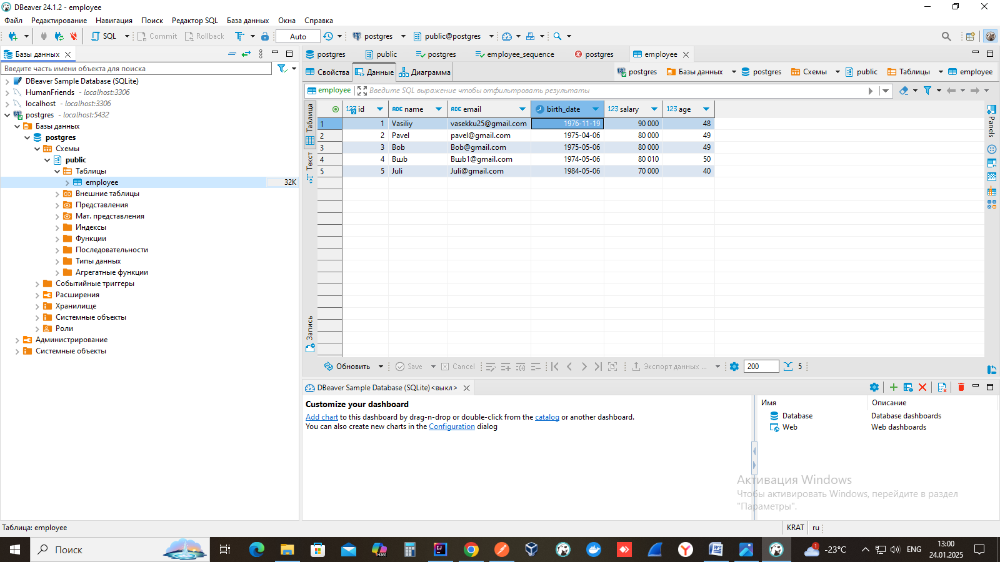 DBeaver 24.1.2 - employee
Файл Редактирование Навигация Поиск Редактор SQL База данных Окна Справка
SQL Commit Rollback Auto postgres public@postgres
Базы данных
Введите часть имени объекта для поиска
DBeaver Sample Database (SQLite)
HumanFriends - localhost:3306
localhost - localhost:3306
postgres - localhost:5432
Базы данных
postgres
Схемы
public
Таблицы
employee 32K
Внешние таблицы
Представления
Мат. представления
Индексы
Функции
Последовательности
Типы данных
Агрегатные функции
Событийные триггеры
Расширения
Хранилище
Системные объекты
Роли
Администрирование
Системные объекты
postgres public postgres employee_sequence postgres employee
Свойства Данные Диаграмма postgres Базы данных postgres Схемы public Таблицы employee
employee Введите SQL выражение чтобы отфильтровать результаты
Таблица
Текст
Запись
123 id ABC name ABC email birth_date 123 salary 123 age
1 1 Vasiliy vasekku25@gmail.com 1976-11-19 90 000 48
2 2 Pavel pavel@gmail.com 1975-04-06 80 000 49
3 3 Bob Bob@gmail.com 1975-05-06 80 000 49
4 4 Вшb Вшb1@gmail.com 1974-05-06 80 010 50
5 5 Juli Juli@gmail.com 1984-05-06 70 000 40
Panels
Обновить Save Cancel Экспорт данных ... 200 5
DBeaver Sample Database (SQLite) <выкл>
Customize your dashboard
Add chart to this dashboard by drag-n-drop or double-click from the catalog or another dashboard.
You can also create new charts in the Configuration dialog
Имя Описание
Database Database dashboards
Web Web dashboards
Активация Windows
Чтобы активировать Windows, перейдите в раздел
"Параметры".
Таблица: employee KRAT ru
Поиск -23°C ENG 13:00
24.01.2025